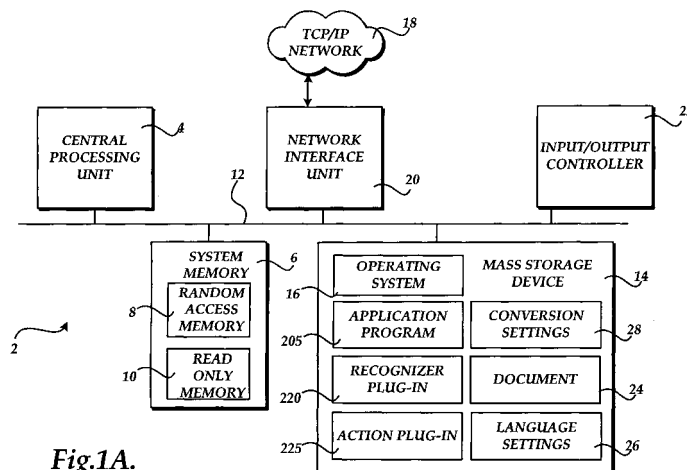 TCP/IP
NETWORK
18
CENTRAL
PROCESSING
UNIT
4
NETWORK
INTERFACE
UNIT
20
INPUT/OUTPUT
CONTROLLER
12
SYSTEM
MEMORY
6
8
RANDOM
ACCESS
MEMORY
10
READ
ONLY
MEMORY
2
OPERATING
SYSTEM
16
MASS STORAGE
DEVICE
14
APPLICATION
PROGRAM
205
CONVERSION
SETTINGS
28
RECOGNIZER
PLUG-IN
220
DOCUMENT
24
ACTION PLUG-IN
225
LANGUAGE
SETTINGS
26
Fig.1A.